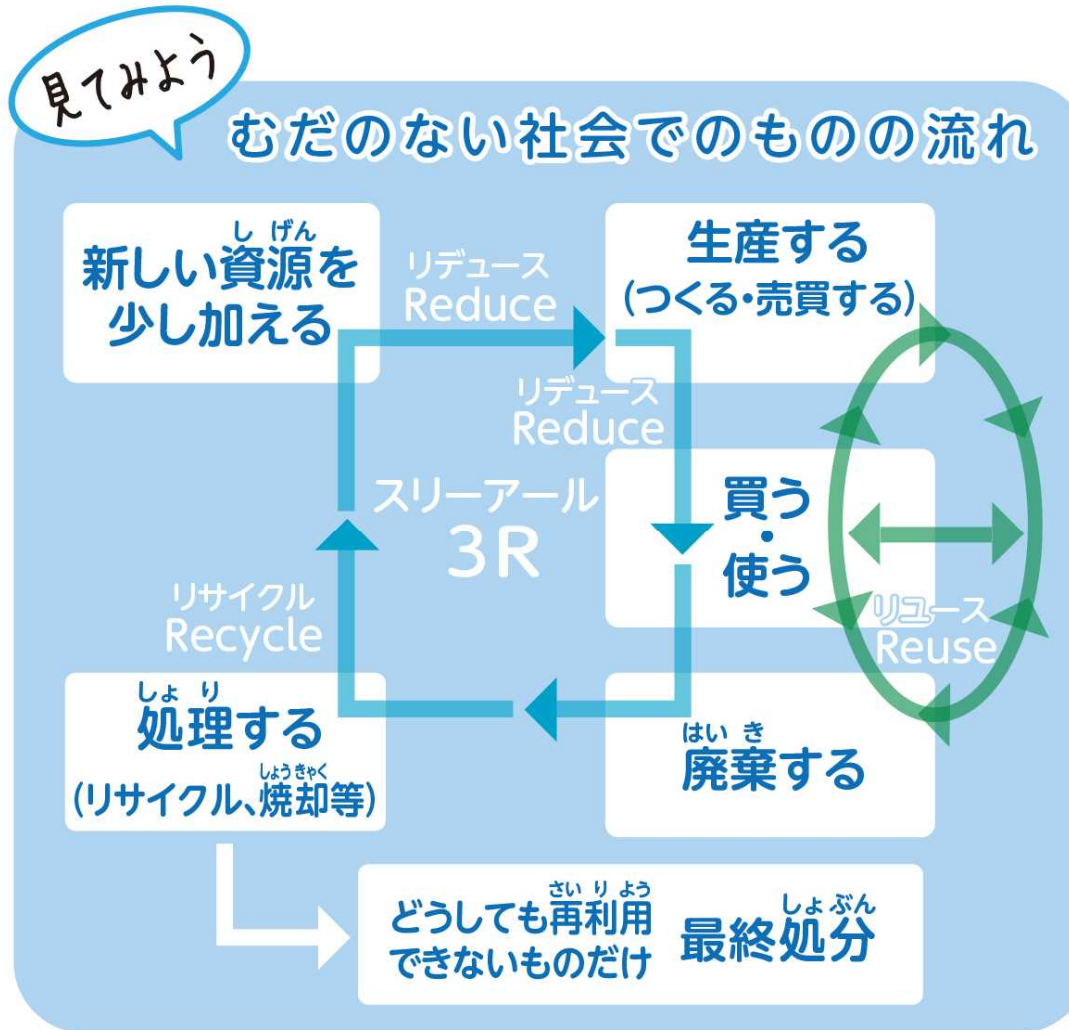 見てみよう
むだのない社会でのものの流れ
し げん
新しい資源を
少し加える
リデュース
Reduce
生産する
(つくる・売買する)
リデュース
Reduce
スリーアール
3R
買う
・
使う
リユース
Reuse
リサイクル
Recycle
しょ り
処理する
しょうきゃく
(リサイクル、焼却等)
はい き
廃棄する
さい り よう
どうしても再利用
できないものだけ
しょぶん
最終処分